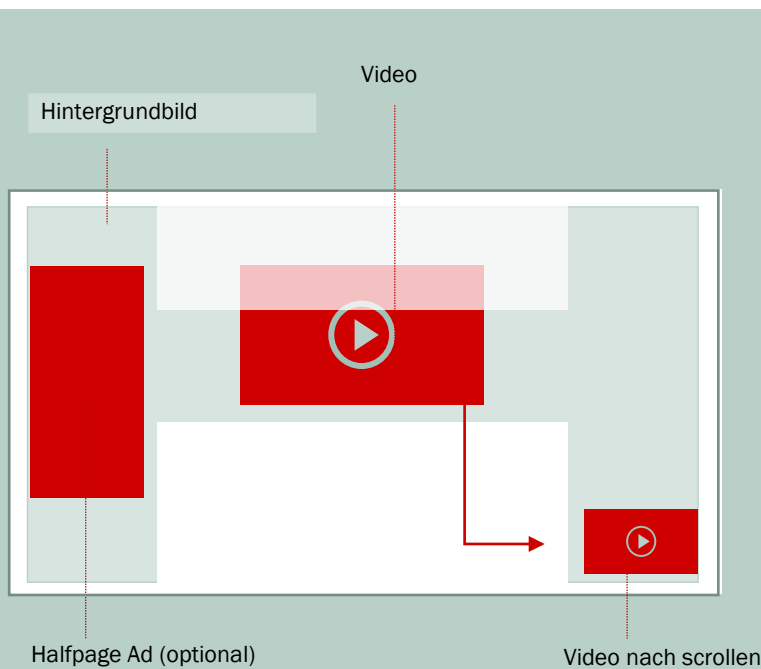 Video
Hintergrundbild
Halfpage Ad (optional)
Video nach scrollen